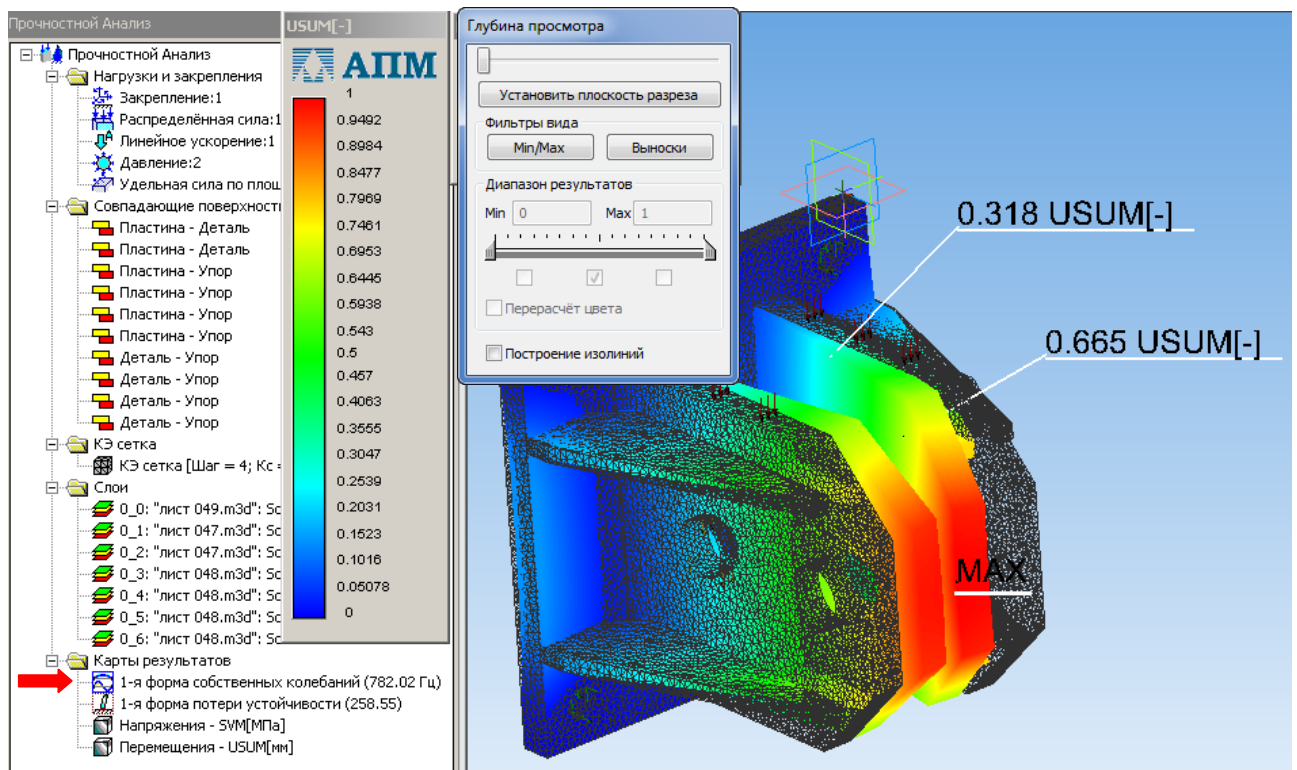 Прочностной Анализ
Прочностной Анализ
Нагрузки и закрепления
Закрепление:1
Распределённая сила:1
Линейное ускорение:1
Давление:2
Удельная сила по площ
Совпадающие поверхност
Пластина - Деталь
Пластина - Деталь
Пластина - Упор
Пластина - Упор
Пластина - Упор
Пластина - Упор
Деталь - Упор
Деталь - Упор
Деталь - Упор
Деталь - Упор
КЭ сетка
КЭ сетка [Шаг = 4; Кс =
Слои
0_0: "лист 049.m3d": Sc
0_1: "лист 047.m3d": Sc
0_2: "лист 047.m3d": Sc
0_3: "лист 048.m3d": Sc
0_4: "лист 048.m3d": Sc
0_5: "лист 048.m3d": Sc
0_6: "лист 048.m3d": Sc
Карты результатов
1-я форма собственных колебаний (782.02 Гц)
1-я форма потери устойчивости (258.55)
Напряжения - SVM[МПа]
Перемещения - USUM[мм]
USUM[-]
АПМ
1
0.9492
0.8984
0.8477
0.7969
0.7461
0.6953
0.6445
0.5938
0.543
0.5
0.457
0.4063
0.3555
0.3047
0.2539
0.2031
0.1523
0.1016
0.05078
0
Глубина просмотра
Установить плоскость разреза
Фильтры вида
Min/Max Выноски
Диапазон результатов
Min 0 Max 1
Перерасчёт цвета
Построение изолиний
0.318 USUM[-]
0.665 USUM[-]
MAX